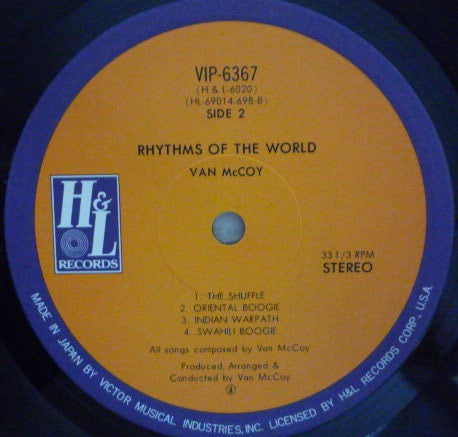 VIP-6367
(H & L-6020)
(HL-69014-698-B)
SIDE 2
RHYTHMS OF THE WORLD
VAN McCOY
H&L
RECORDS
33 1/3 RPM
STEREO
1. THE SHUFFLE
2. ORIENTAL BOOGIE
3. INDIAN WARPATH
4. SWAHILI BOOGIE
All songs composed by Van McCoy
Produced, Arranged &
Conducted by Van McCoy
④
MADE IN JAPAN BY VICTOR MUSICAL INDUSTRIES, INC. LICENSED BY H&L RECORDS CORP., U.S.A.